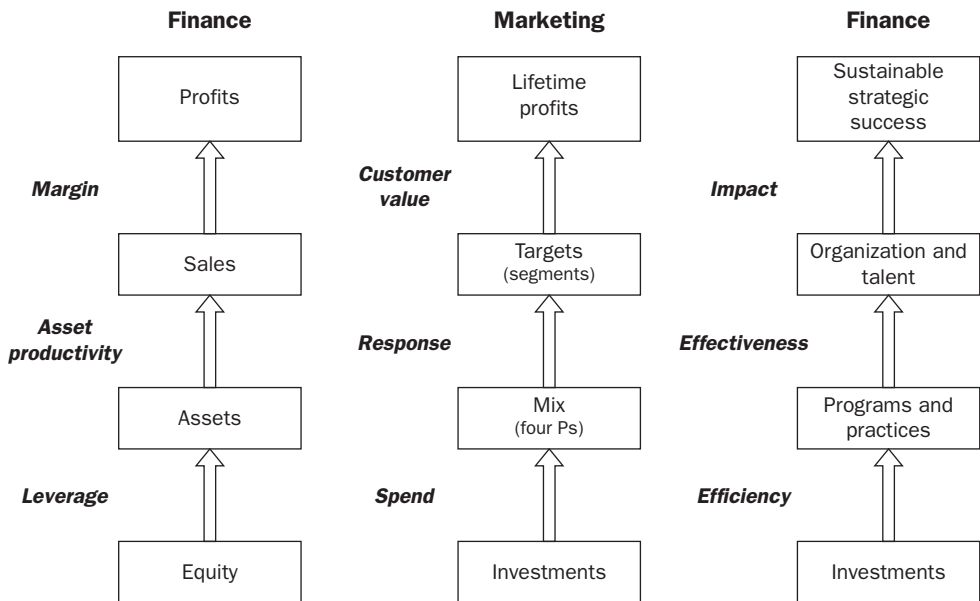 Finance
Profits
Margin
Sales
Asset
productivity
Assets
Leverage
Equity
Marketing
Lifetime
profits
Customer
value
Targets
(segments)
Response
Mix
(four Ps)
Spend
Investments
Finance
Sustainable
strategic
success
Impact
Organization and
talent
Effectiveness
Programs and
practices
Efficiency
Investments